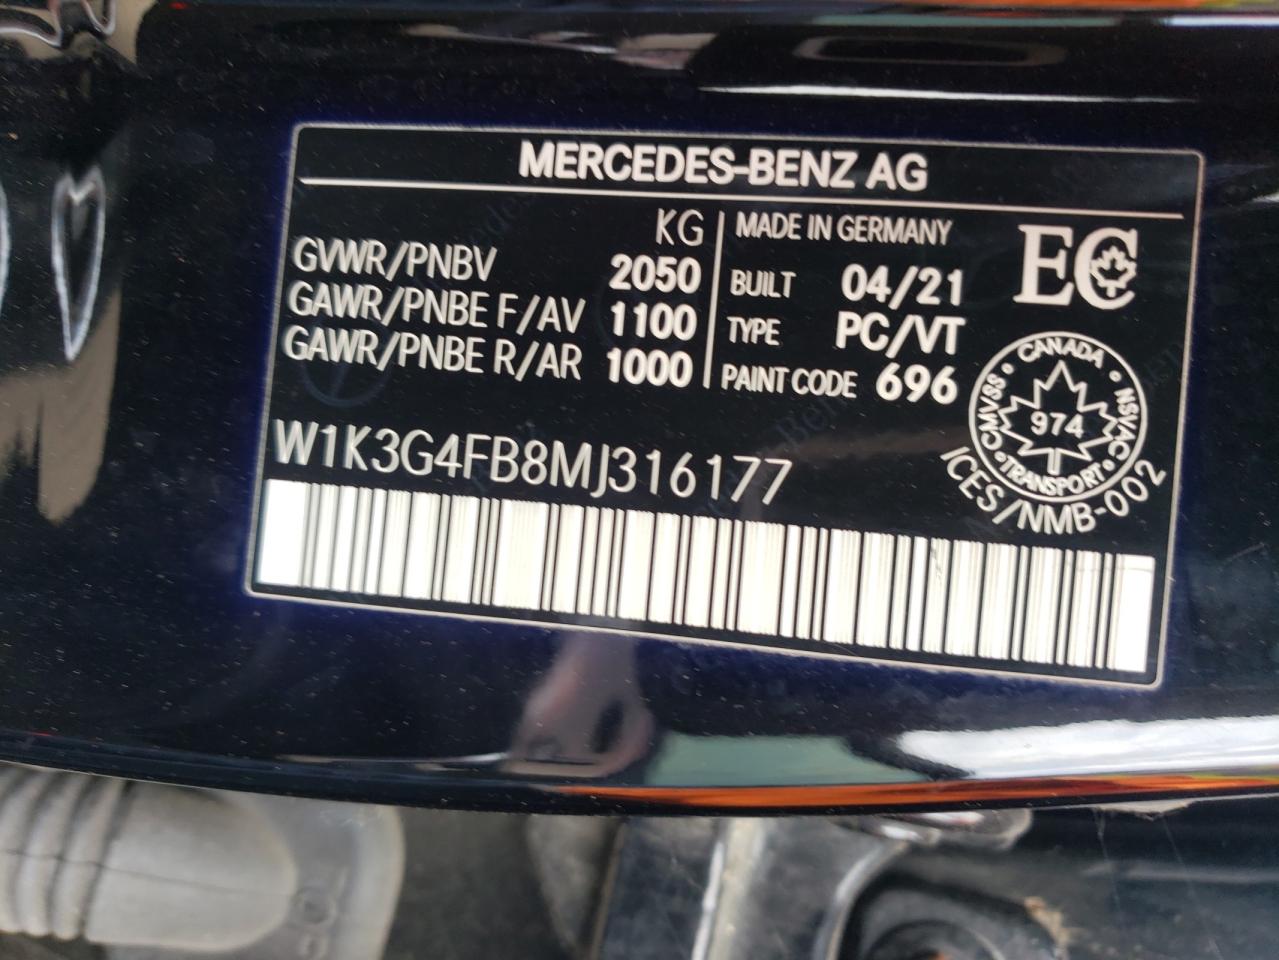 MERCEDES-BENZ AG
KG
GVWR/PNBV 2050
GAWR/PNBE F/AV 1100
GAWR/PNBE R/AR 1000
MADE IN GERMANY
BUILT 04/21
TYPE PC/VT
PAINT CODE 696
EC
CANADA
CMVSS
974
NSVAC
TRANSPORT
ICES/NMB-002
W1K3G4FB8MJ316177